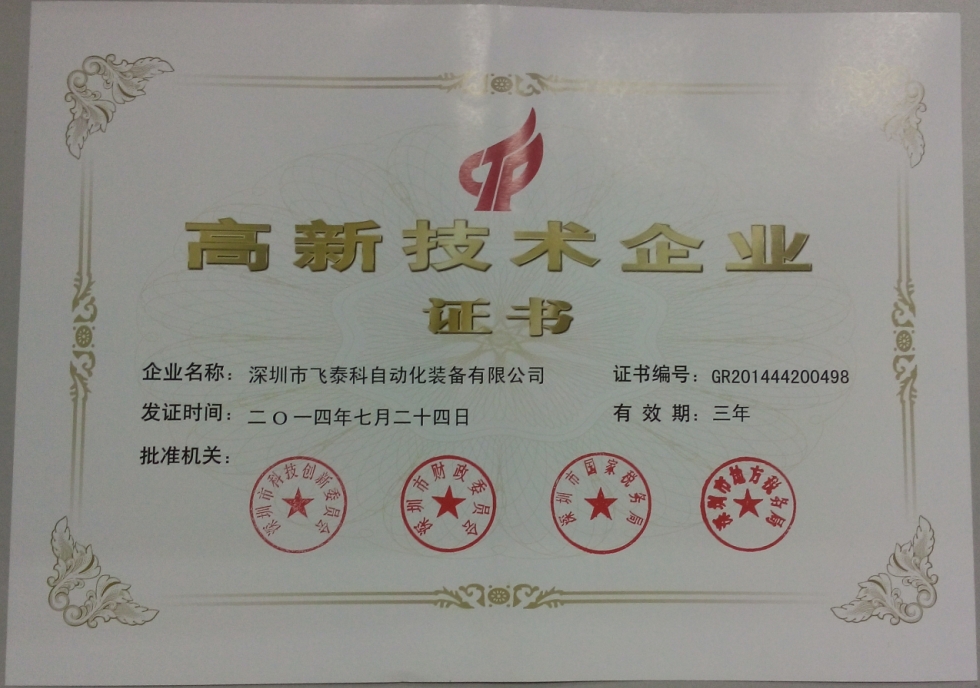 高新技术企业
证书
企业名称：深圳市飞泰科自动化装备有限公司
证书编号：GR201444200498
发证时间：二O一四年七月二十四日
有 效 期：三年
批准机关：
深圳市科技创新委员会
深圳市财政委员会
深圳市国家税务局
深圳市地方税务局